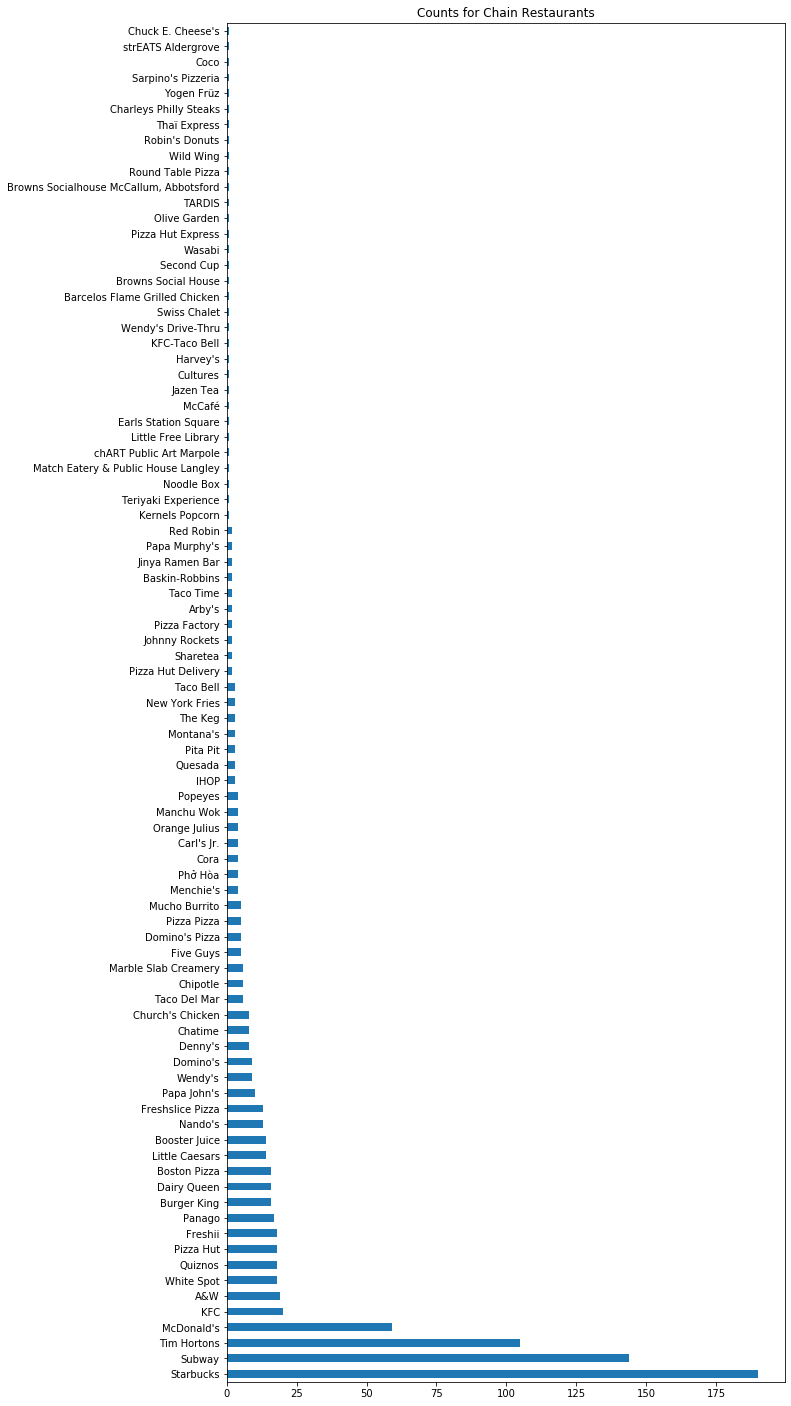 Counts for Chain Restaurants
Chuck E. Cheese's
strEATS Aldergrove
Coco
Sarpino's Pizzeria
Yogen Früz
Charleys Philly Steaks
Thaï Express
Robin's Donuts
Wild Wing
Round Table Pizza
Browns Socialhouse McCallum, Abbotsford
TARDIS
Olive Garden
Pizza Hut Express
Wasabi
Second Cup
Browns Social House
Barcelos Flame Grilled Chicken
Swiss Chalet
Wendy's Drive-Thru
KFC-Taco Bell
Harvey's
Cultures
Jazen Tea
McCafé
Earls Station Square
Little Free Library
chART Public Art Marpole
Match Eatery & Public House Langley
Noodle Box
Teriyaki Experience
Kernels Popcorn
Red Robin
Papa Murphy's
Jinya Ramen Bar
Baskin-Robbins
Taco Time
Arby's
Pizza Factory
Johnny Rockets
Sharetea
Pizza Hut Delivery
Taco Bell
New York Fries
The Keg
Montana's
Pita Pit
Quesada
IHOP
Popeyes
Manchu Wok
Orange Julius
Carl's Jr.
Cora
Phở Hòa
Menchie's
Mucho Burrito
Pizza Pizza
Domino's Pizza
Five Guys
Marble Slab Creamery
Chipotle
Taco Del Mar
Church's Chicken
Chatime
Denny's
Domino's
Wendy's
Papa John's
Freshslice Pizza
Nando's
Booster Juice
Little Caesars
Boston Pizza
Dairy Queen
Burger King
Panago
Freshii
Pizza Hut
Quiznos
White Spot
A&W
KFC
McDonald's
Tim Hortons
Subway
Starbucks
0 25 50 75 100 125 150 175